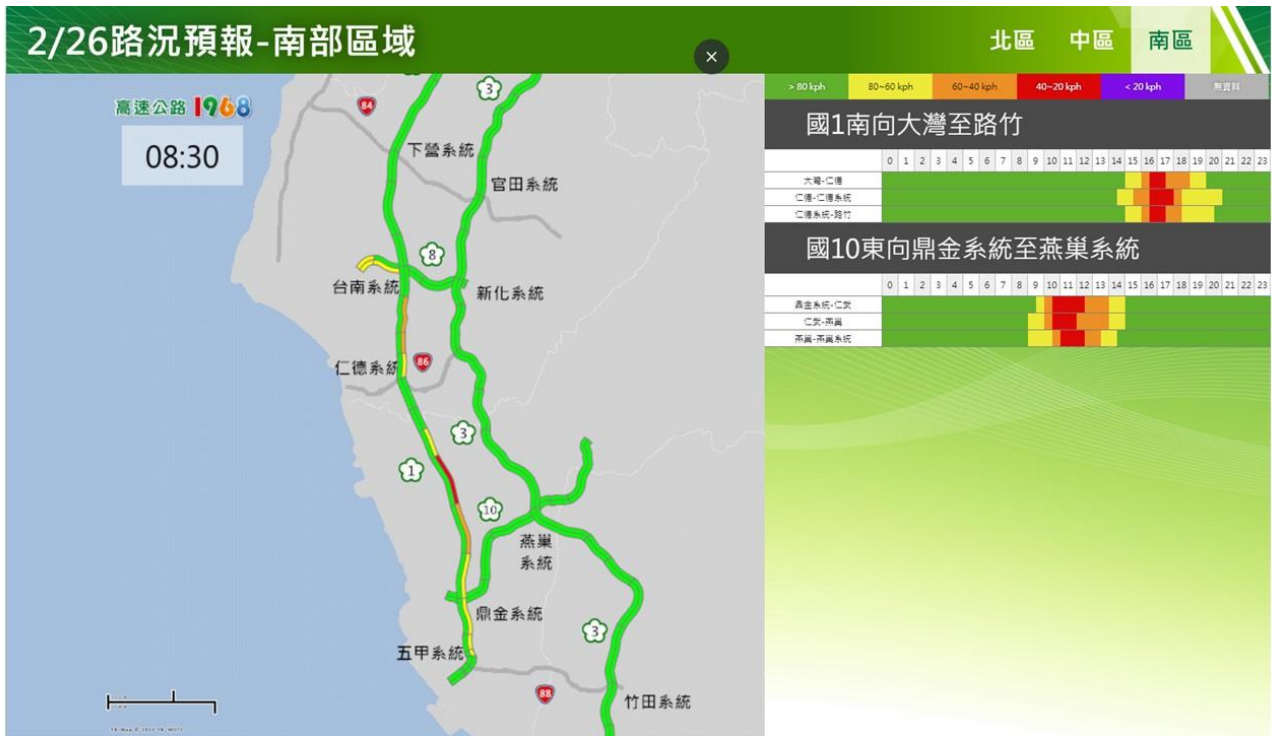 2/26路況預報-南部區域
北區 中區 南區
×
高速公路 1968
08:30
84
3
下營系統
官田系統
8
台南系統
新化系統
仁德系統
86
3
1
10
燕巢
系統
鼎金系統
3
五甲系統
88
竹田系統
> 80 kph 80~60 kph 60~40 kph 40~20 kph < 20 kph 無資料
國1南向大灣至路竹
0 1 2 3 4 5 6 7 8 9 10 11 12 13 14 15 16 17 18 19 20 21 22 23
大灣-仁德
仁德-仁德系統
仁德系統-路竹
國10東向鼎金系統至燕巢系統
0 1 2 3 4 5 6 7 8 9 10 11 12 13 14 15 16 17 18 19 20 21 22 23
鼎金系統-仁武
仁武-燕巢
燕巢-燕巢系統